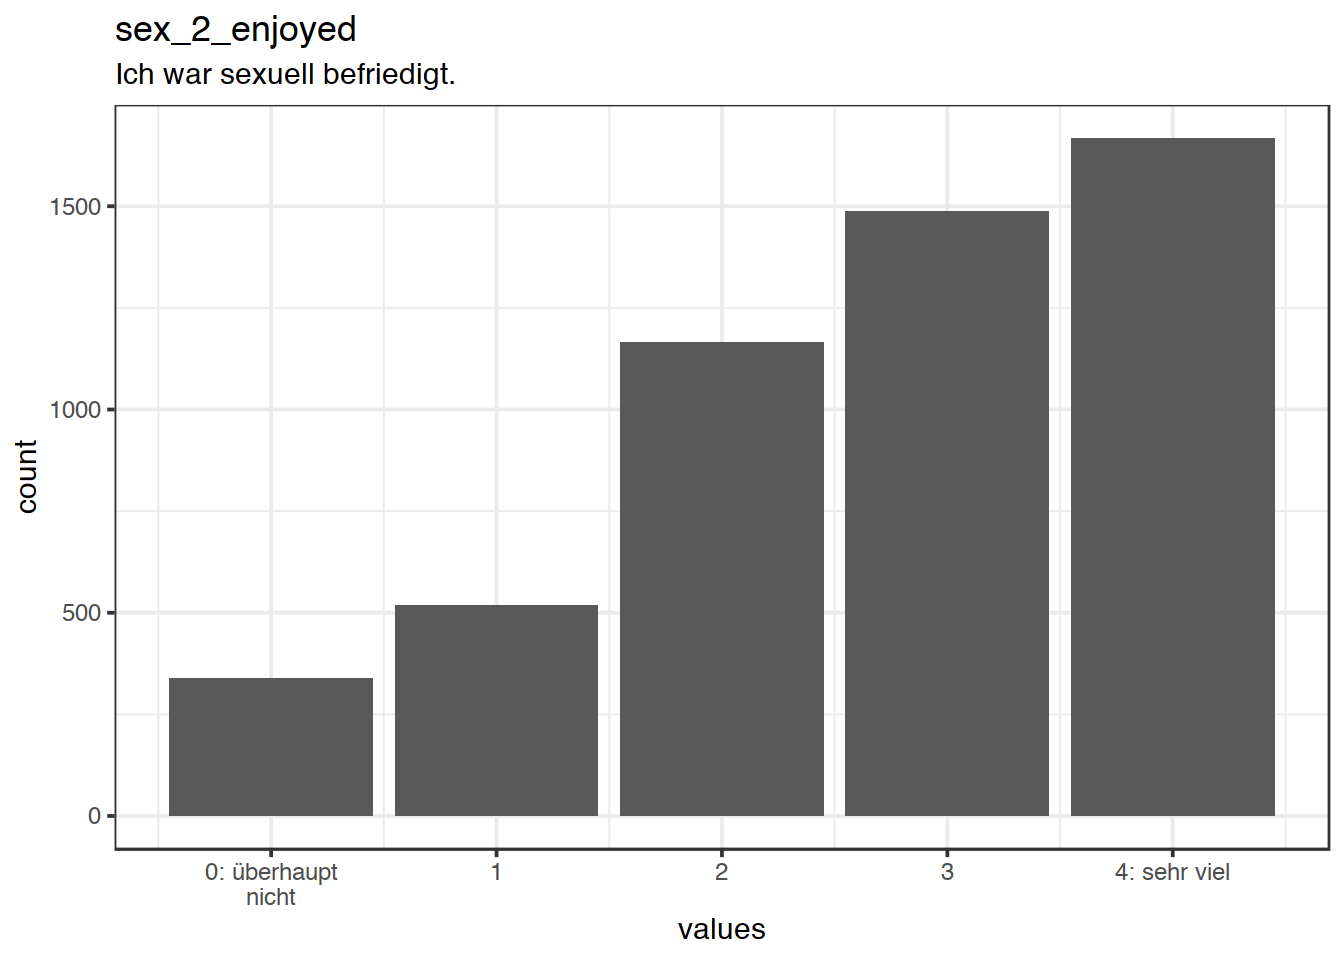 sex_2_enjoyed
Ich war sexuell befriedigt.
count
1500
1000
500
0
0: überhaupt
nicht
1
2
3
4: sehr viel
values